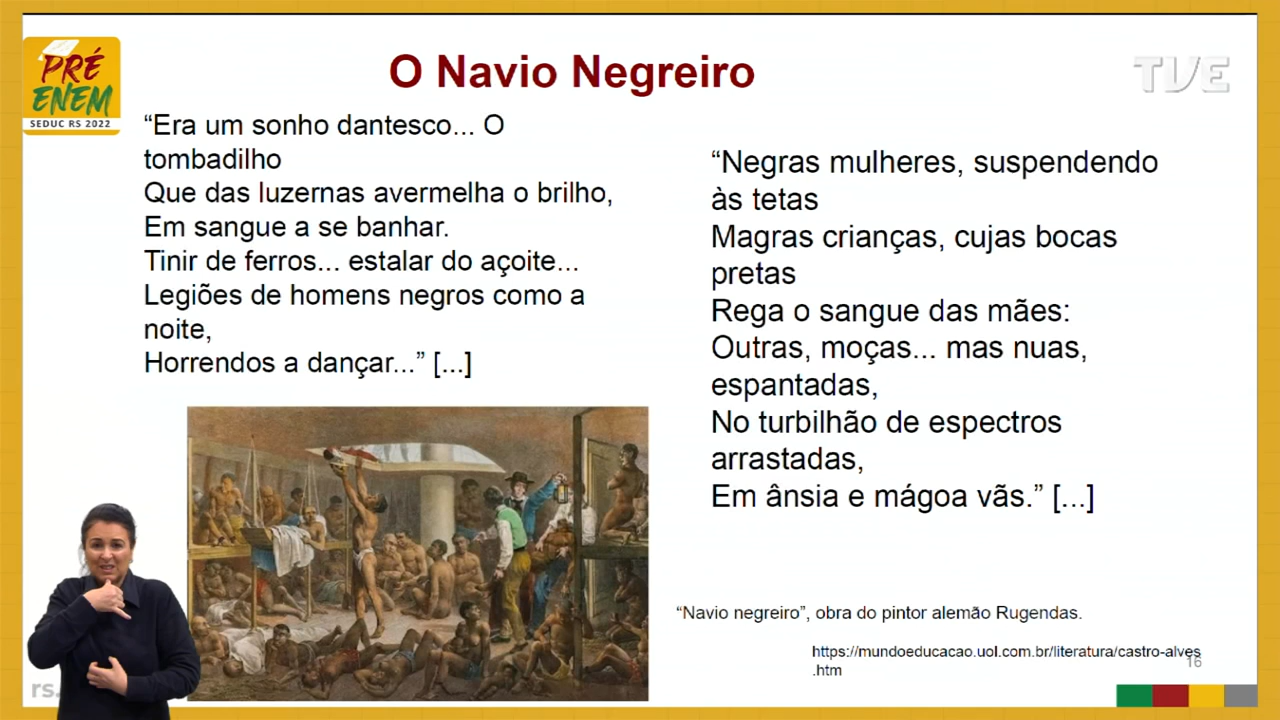 PRÉ
ENEM
SEDUC RS 2022
O Navio Negreiro
TVE
“Era um sonho dantesco... O
tombadilho
Que das luzernas avermelha o brilho,
Em sangue a se banhar.
Tinir de ferros... estalar do açoite...
Legiões de homens negros como a
noite,
Horrendos a dançar...” [...]
“Negras mulheres, suspendendo
às tetas
Magras crianças, cujas bocas
pretas
Rega o sangue das mães:
Outras, moças... mas nuas,
espantadas,
No turbilhão de espectros
arrastadas,
Em ânsia e mágoa vãs.” [...]
“Navio negreiro”, obra do pintor alemão Rugendas.
https://mundoeducacao.uol.com.br/literatura/castro-alves
.htm
16
rs.